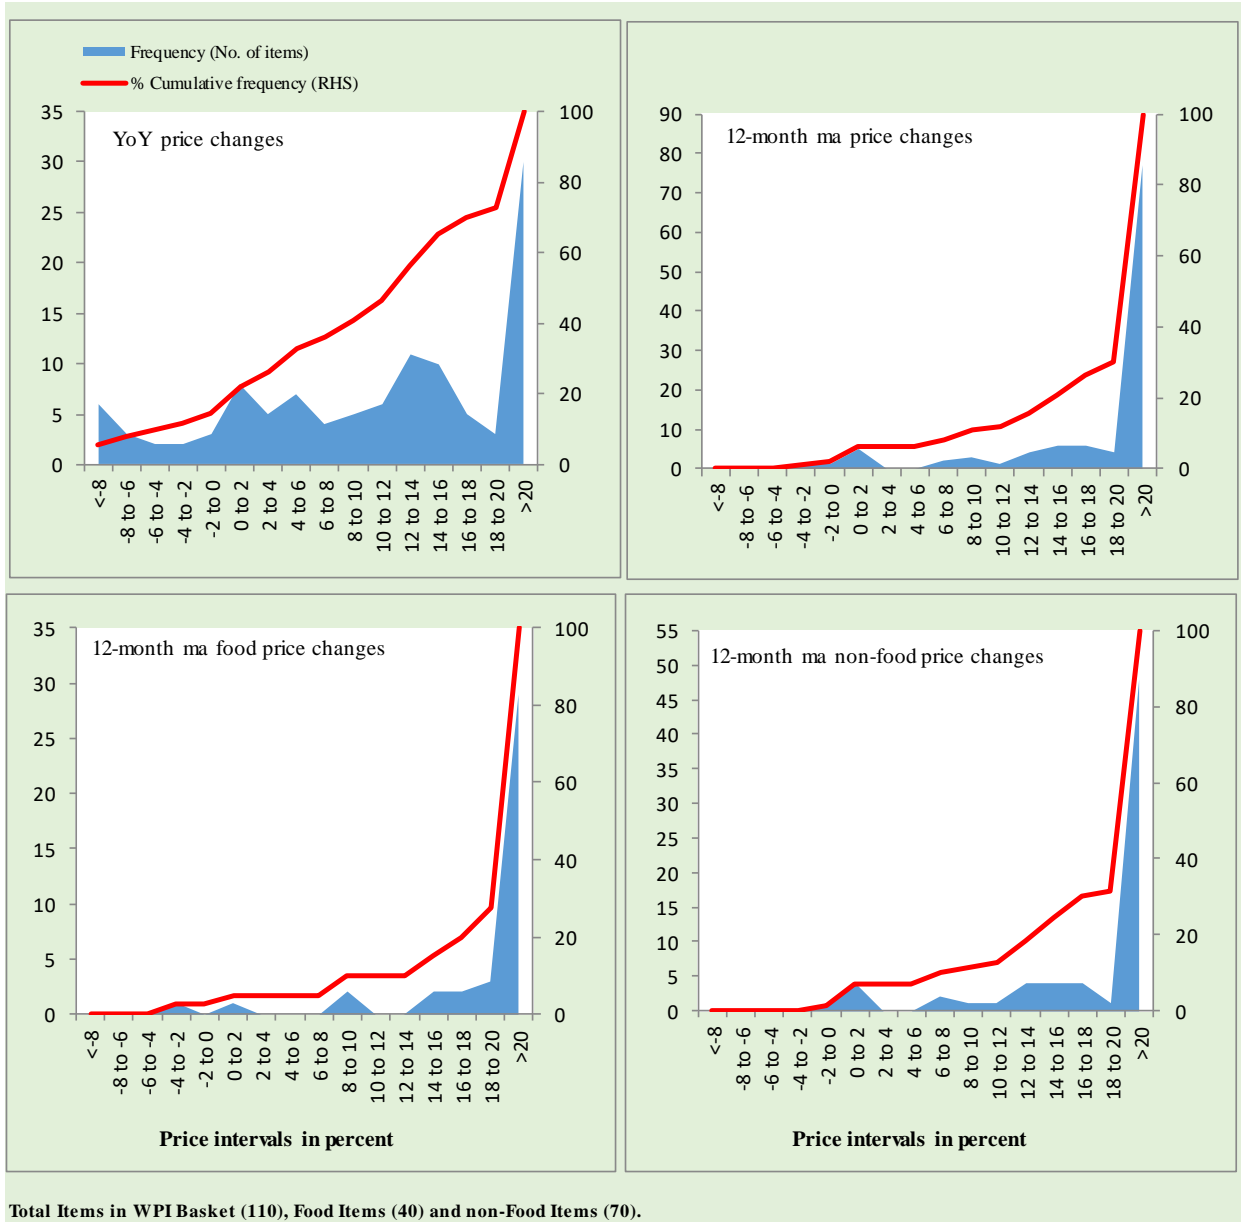 Frequency (No. of items)
% Cumulative frequency (RHS)
YoY price changes
35
30
25
20
15
10
5
0
100
80
60
40
20
0
<-8
-8 to -6
-6 to -4
-4 to -2
-2 to 0
0 to 2
2 to 4
4 to 6
6 to 8
8 to 10
10 to 12
12 to 14
14 to 16
16 to 18
18 to 20
>20
12-month ma price changes
90
80
70
60
50
40
30
20
10
0
100
80
60
40
20
0
<-8
-8 to -6
-6 to -4
-4 to -2
-2 to 0
0 to 2
2 to 4
4 to 6
6 to 8
8 to 10
10 to 12
12 to 14
14 to 16
16 to 18
18 to 20
>20
12-month ma food price changes
35
30
25
20
15
10
5
0
100
80
60
40
20
0
<-8
-8 to -6
-6 to -4
-4 to -2
-2 to 0
0 to 2
2 to 4
4 to 6
6 to 8
8 to 10
10 to 12
12 to 14
14 to 16
16 to 18
18 to 20
>20
Price intervals in percent
12-month ma non-food price changes
55
50
45
40
35
30
25
20
15
10
5
0
100
80
60
40
20
0
<-8
-8 to -6
-6 to -4
-4 to -2
-2 to 0
0 to 2
2 to 4
4 to 6
6 to 8
8 to 10
10 to 12
12 to 14
14 to 16
16 to 18
18 to 20
>20
Price intervals in percent
Total Items in WPI Basket (110), Food Items (40) and non-Food Items (70).